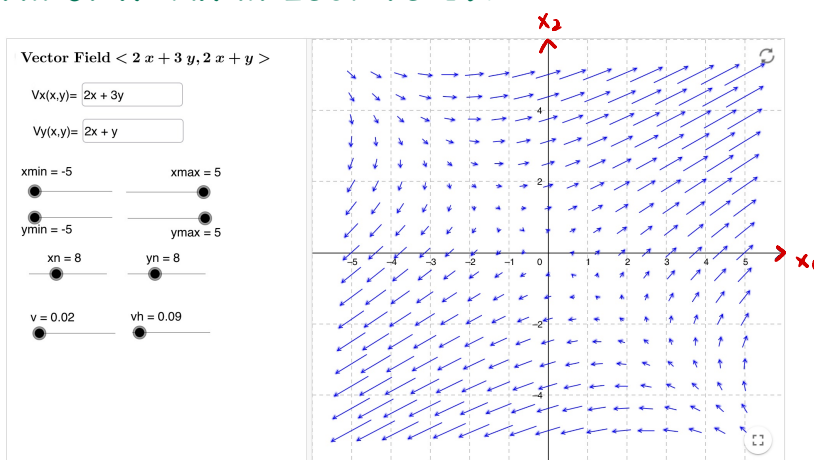 x2
Vector Field < 2 x + 3 y, 2 x + y >
Vx(x,y)= 2x + 3y
Vy(x,y)= 2x + y
xmin = -5 xmax = 5
ymin = -5 ymax = 5
xn = 8 yn = 8
v = 0.02 vh = 0.09
4
2
−5 −4 −3 −2 −1 0 1 2 3 4 5
−2
−4